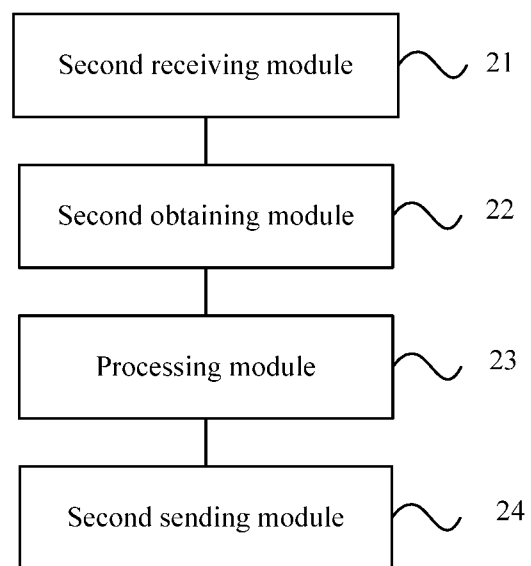 Second receiving module
21
Second obtaining module
22
Processing module
23
Second sending module
24